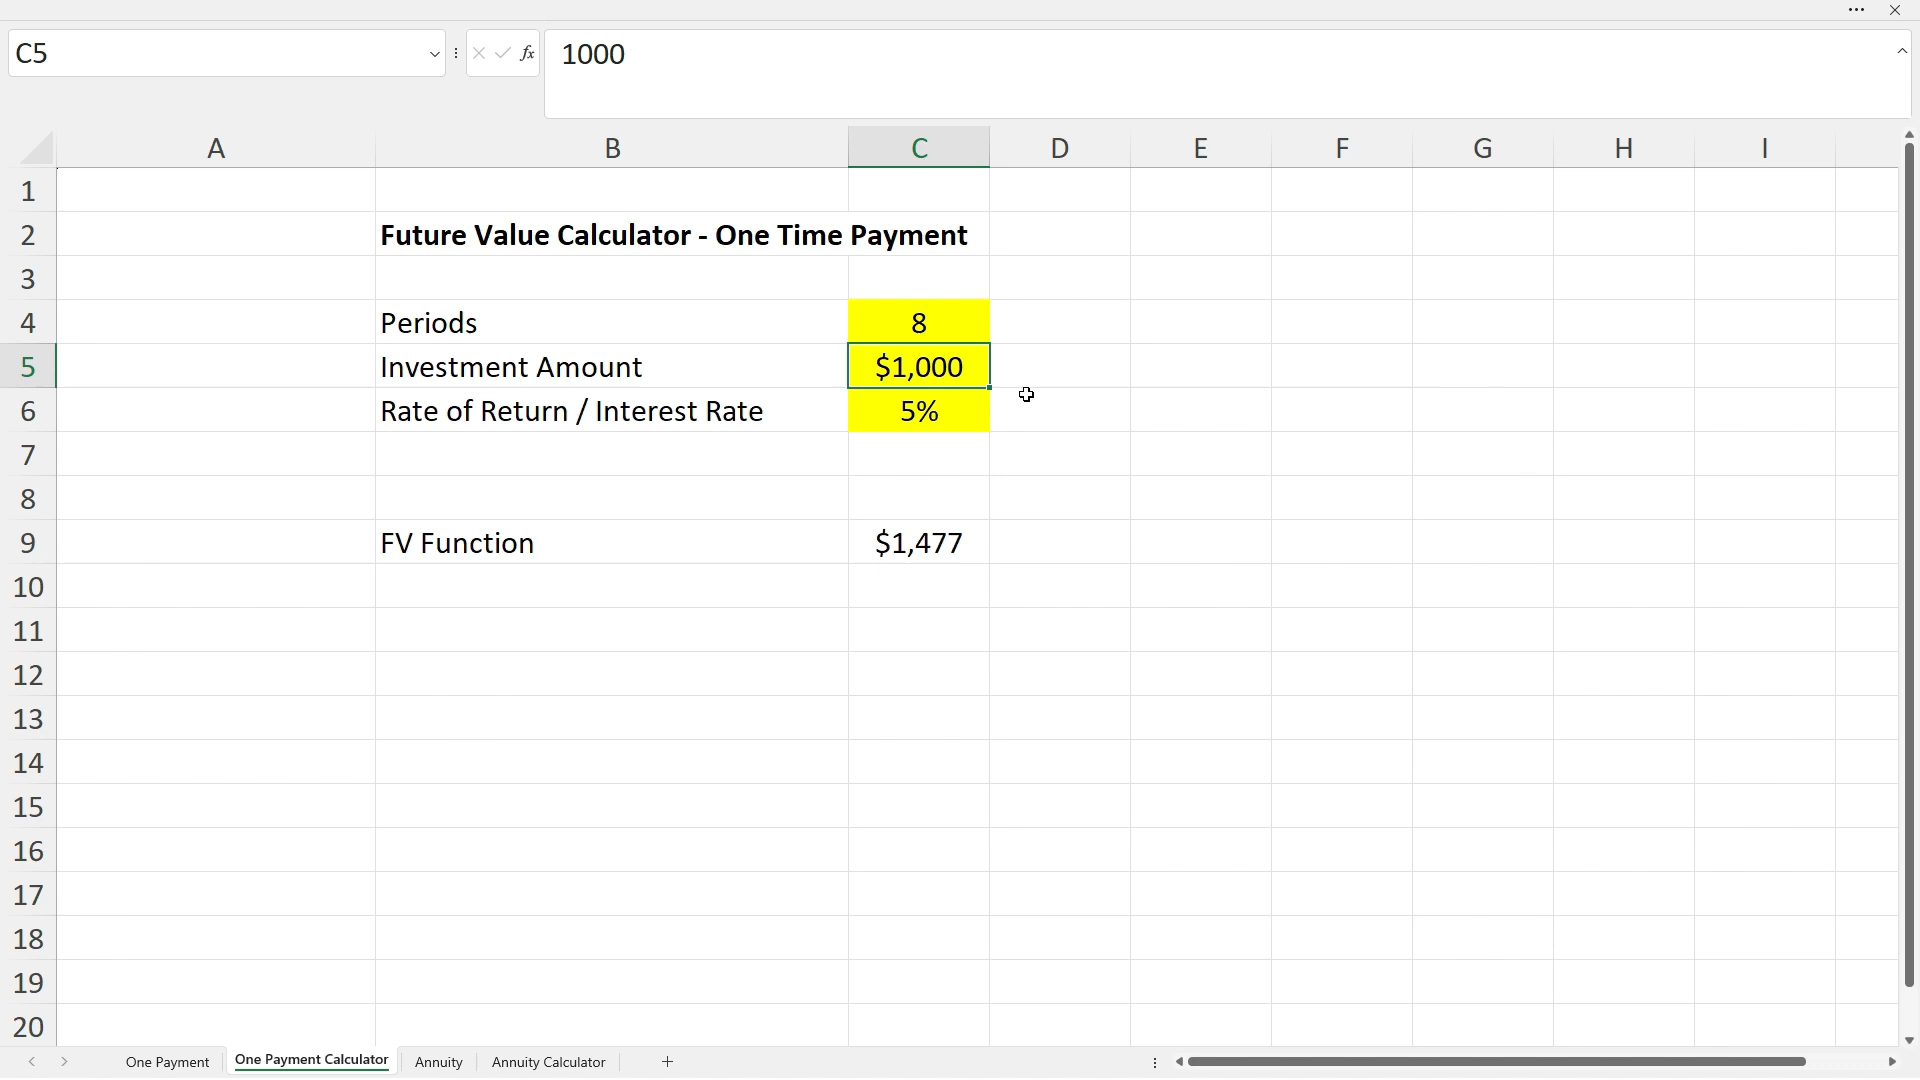 C5 fx 1000
A B C D E F G H I
1
2 Future Value Calculator - One Time Payment
3
4 Periods 8
5 Investment Amount $1,000
6 Rate of Return / Interest Rate 5%
7
8
9 FV Function $1,477
10
11
12
13
14
15
16
17
18
19
20
One Payment One Payment Calculator Annuity Annuity Calculator